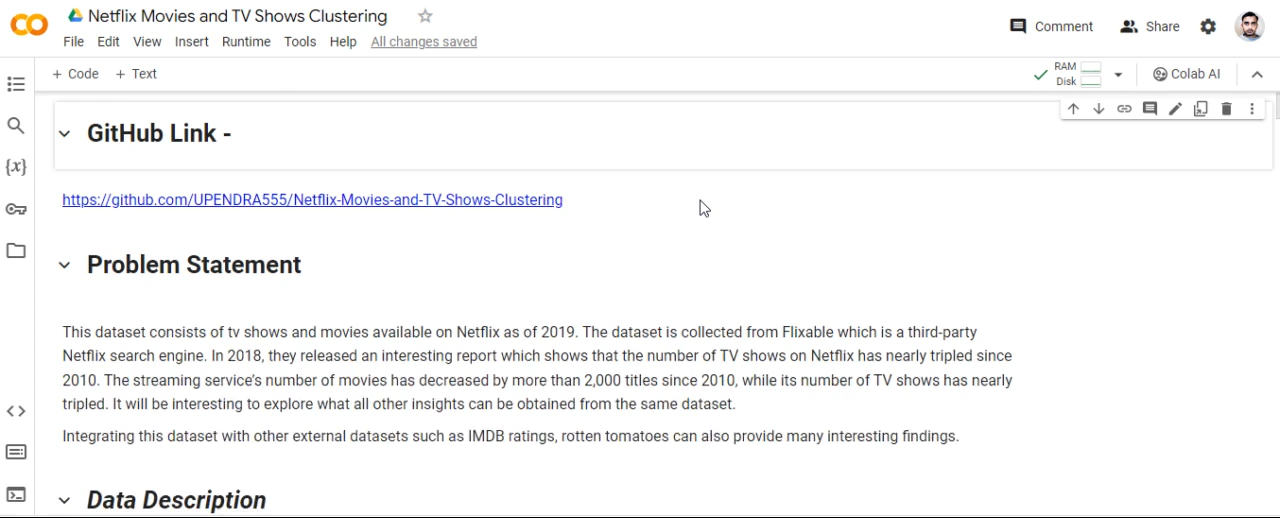 Netflix Movies and TV Shows Clustering
File Edit View Insert Runtime Tools Help All changes saved
Comment Share
+ Code + Text
RAM
Disk
Colab AI
GitHub Link -
https://github.com/UPENDRA555/Netflix-Movies-and-TV-Shows-Clustering
{x}
Problem Statement
This dataset consists of tv shows and movies available on Netflix as of 2019. The dataset is collected from Flixable which is a third-party
Netflix search engine. In 2018, they released an interesting report which shows that the number of TV shows on Netflix has nearly tripled since
2010. The streaming service's number of movies has decreased by more than 2,000 titles since 2010, while its number of TV shows has nearly
tripled. It will be interesting to explore what all other insights can be obtained from the same dataset.
Integrating this dataset with other external datasets such as IMDB ratings, rotten tomatoes can also provide many interesting findings.
Data Description